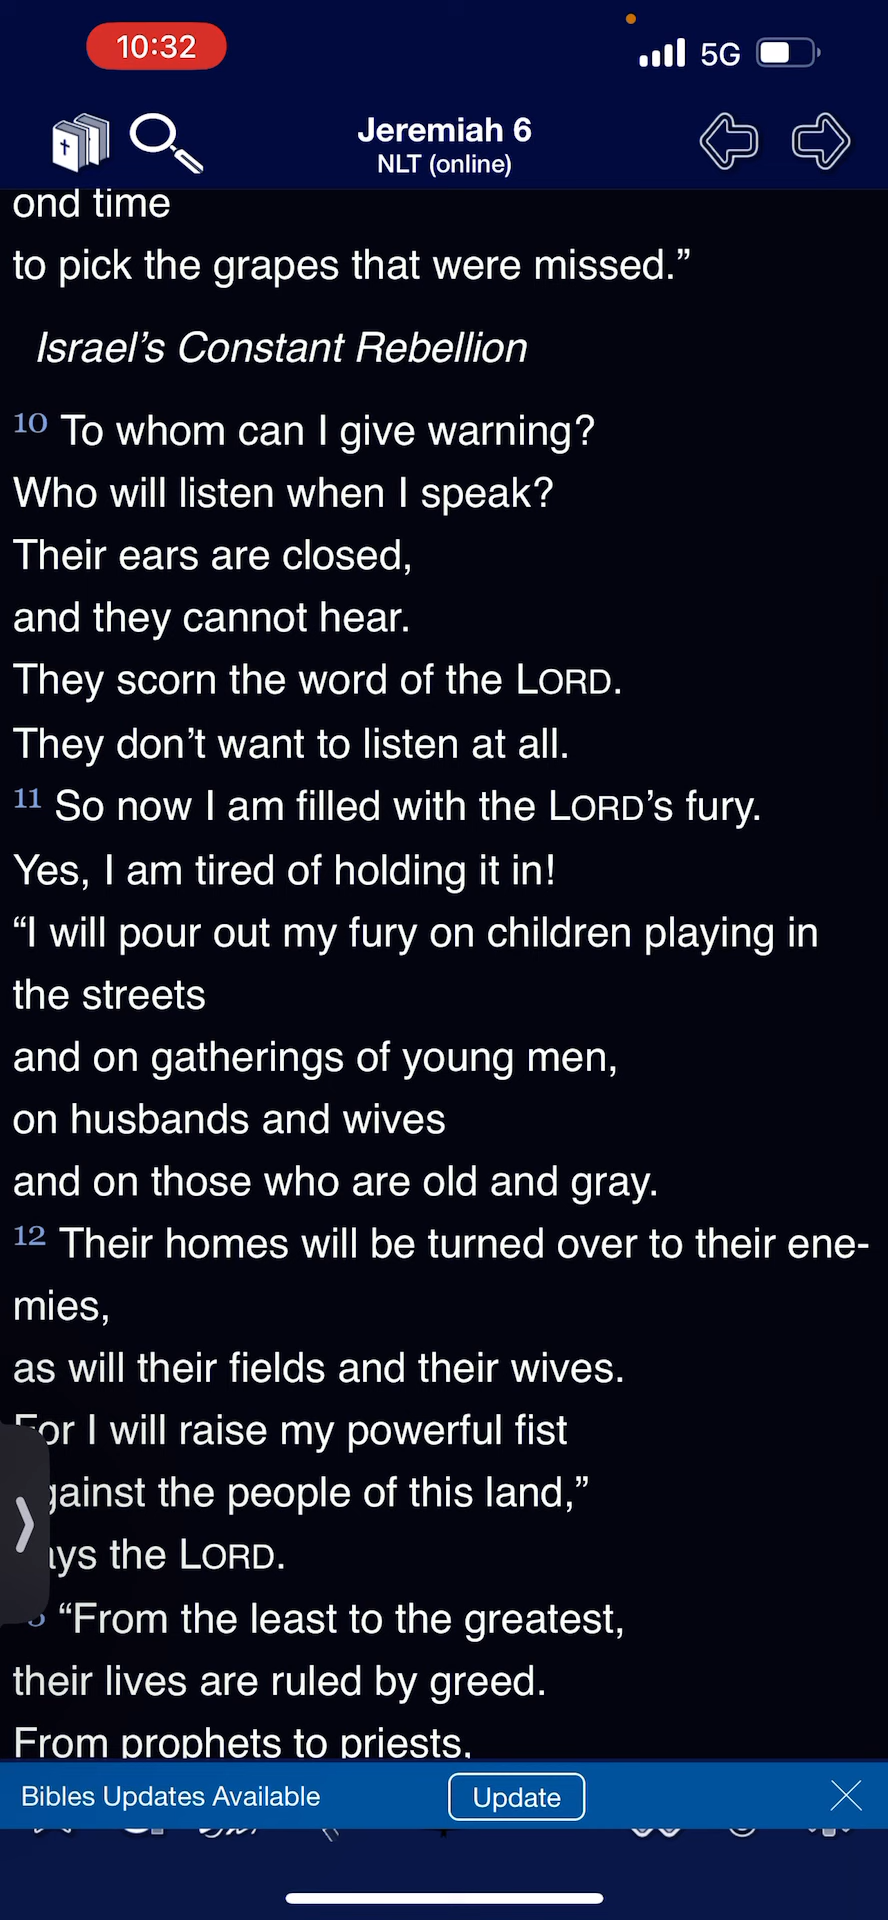 10:32
5G
Jeremiah 6
NLT (online)
ond time
to pick the grapes that were missed.”
Israel’s Constant Rebellion
10 To whom can I give warning?
Who will listen when I speak?
Their ears are closed,
and they cannot hear.
They scorn the word of the LORD.
They don’t want to listen at all.
11 So now I am filled with the LORD’s fury.
Yes, I am tired of holding it in!
“I will pour out my fury on children playing in
the streets
and on gatherings of young men,
on husbands and wives
and on those who are old and gray.
12 Their homes will be turned over to their ene-
mies,
as will their fields and their wives.
For I will raise my powerful fist
gainst the people of this land,”
ays the LORD.
“From the least to the greatest,
their lives are ruled by greed.
From prophets to priests,
Bibles Updates Available
Update